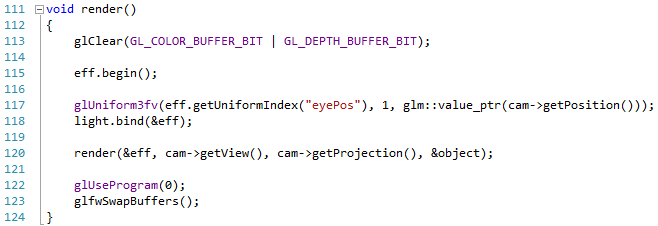 111 void render()
112 {
113 glClear(GL_COLOR_BUFFER_BIT | GL_DEPTH_BUFFER_BIT);
114
115 eff.begin();
116
117 glUniform3fv(eff.getUniformIndex("eyePos"), 1, glm::value_ptr(cam->getPosition()));
118 light.bind(&eff);
119
120 render(&eff, cam->getView(), cam->getProjection(), &object);
121
122 glUseProgram(0);
123 glfwSwapBuffers();
124 }